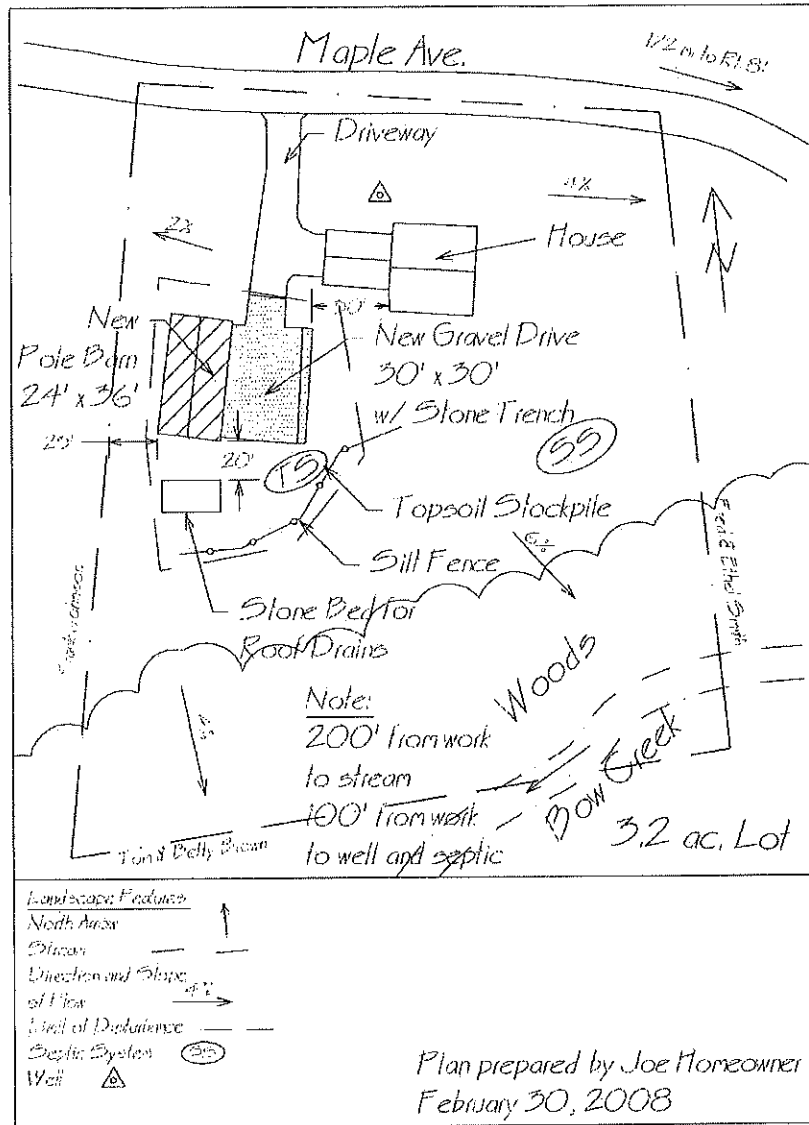 Maple Ave.
1/2 m. to Rt. 8!
Driveway
4%
2%
House
30'
New
Pole Barn
24' x 36'
New Gravel Drive
30' x 30'
w/ Stone Trench
SS
20'
TS
Topsoil Stockpile
Silt Fence
Fred & Ethel Smith
Stone Bed for
Roof Drains
Woods
Note:
200' from work
to stream
100' from work
to well and septic
Bow Creek
3.2 ac. Lot
Tom & Betty Brown
Landscape Features
North Arrow
Stream
Direction and Slope
of Flow
4%
Limit of Disturbance
Septic System
SS
Well
Plan prepared by Joe Homeowner
February 30, 2008